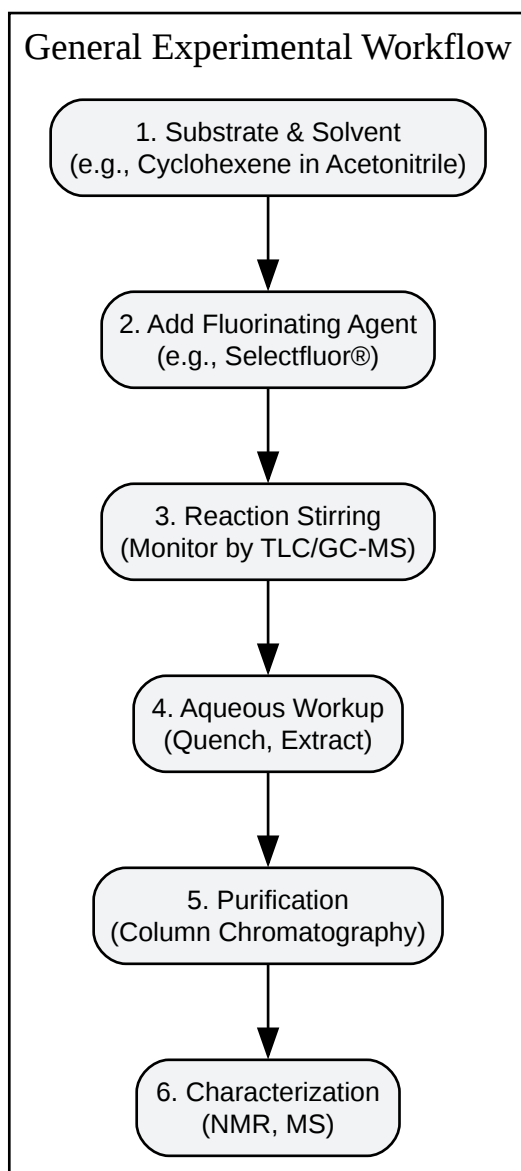 General Experimental Workflow
1. Substrate & Solvent
(e.g., Cyclohexene in Acetonitrile)
2. Add Fluorinating Agent
(e.g., Selectfluor®)
3. Reaction Stirring
(Monitor by TLC/GC-MS)
4. Aqueous Workup
(Quench, Extract)
5. Purification
(Column Chromatography)
6. Characterization
(NMR, MS)